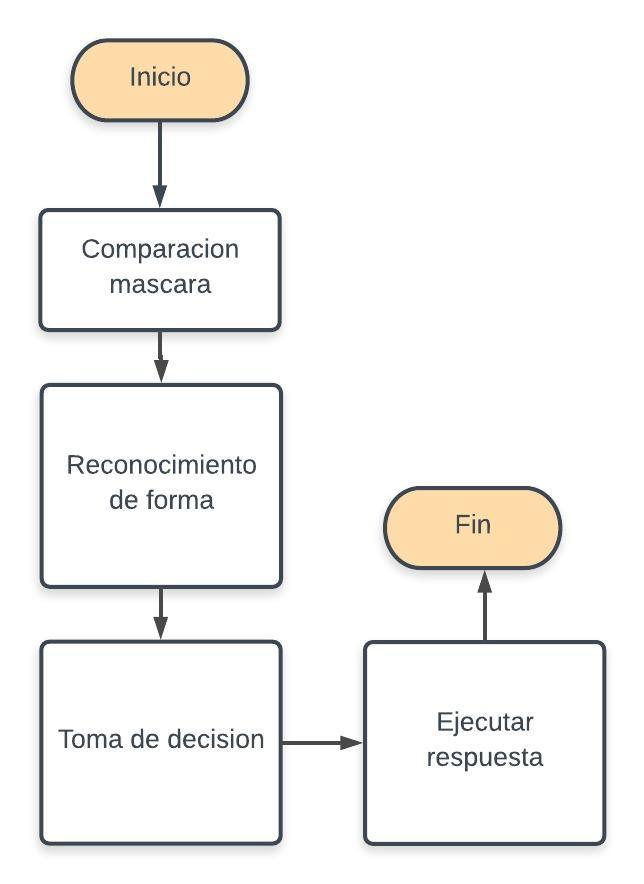 Inicio
Comparacion
mascara
Reconocimiento
de forma
Toma de decision
Ejecutar
respuesta
Fin